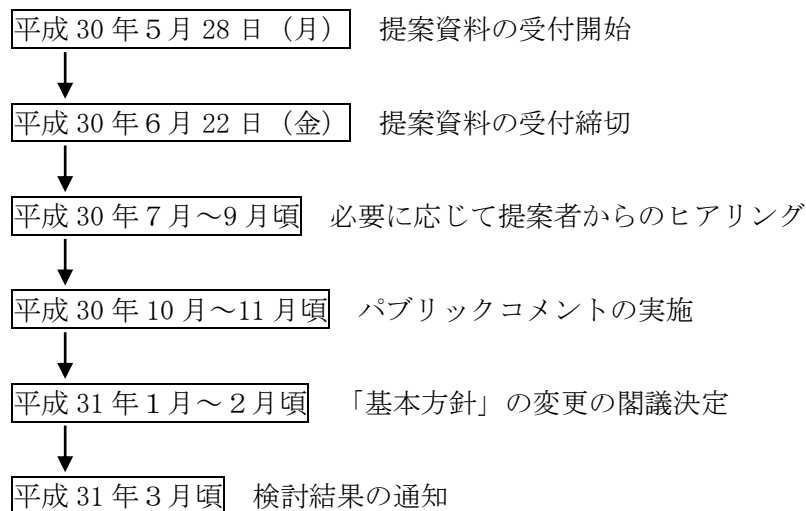 平成 30 年５月 28 日（月） 提案資料の受付開始
平成 30 年６月 22 日（金） 提案資料の受付締切
平成 30 年７月～9 月頃 必要に応じて提案者からのヒアリング
平成 30 年 10 月～11 月頃 パブリックコメントの実施
平成 31 年１月～２月頃 「基本方針」の変更の閣議決定
平成 31 年３月頃 検討結果の通知